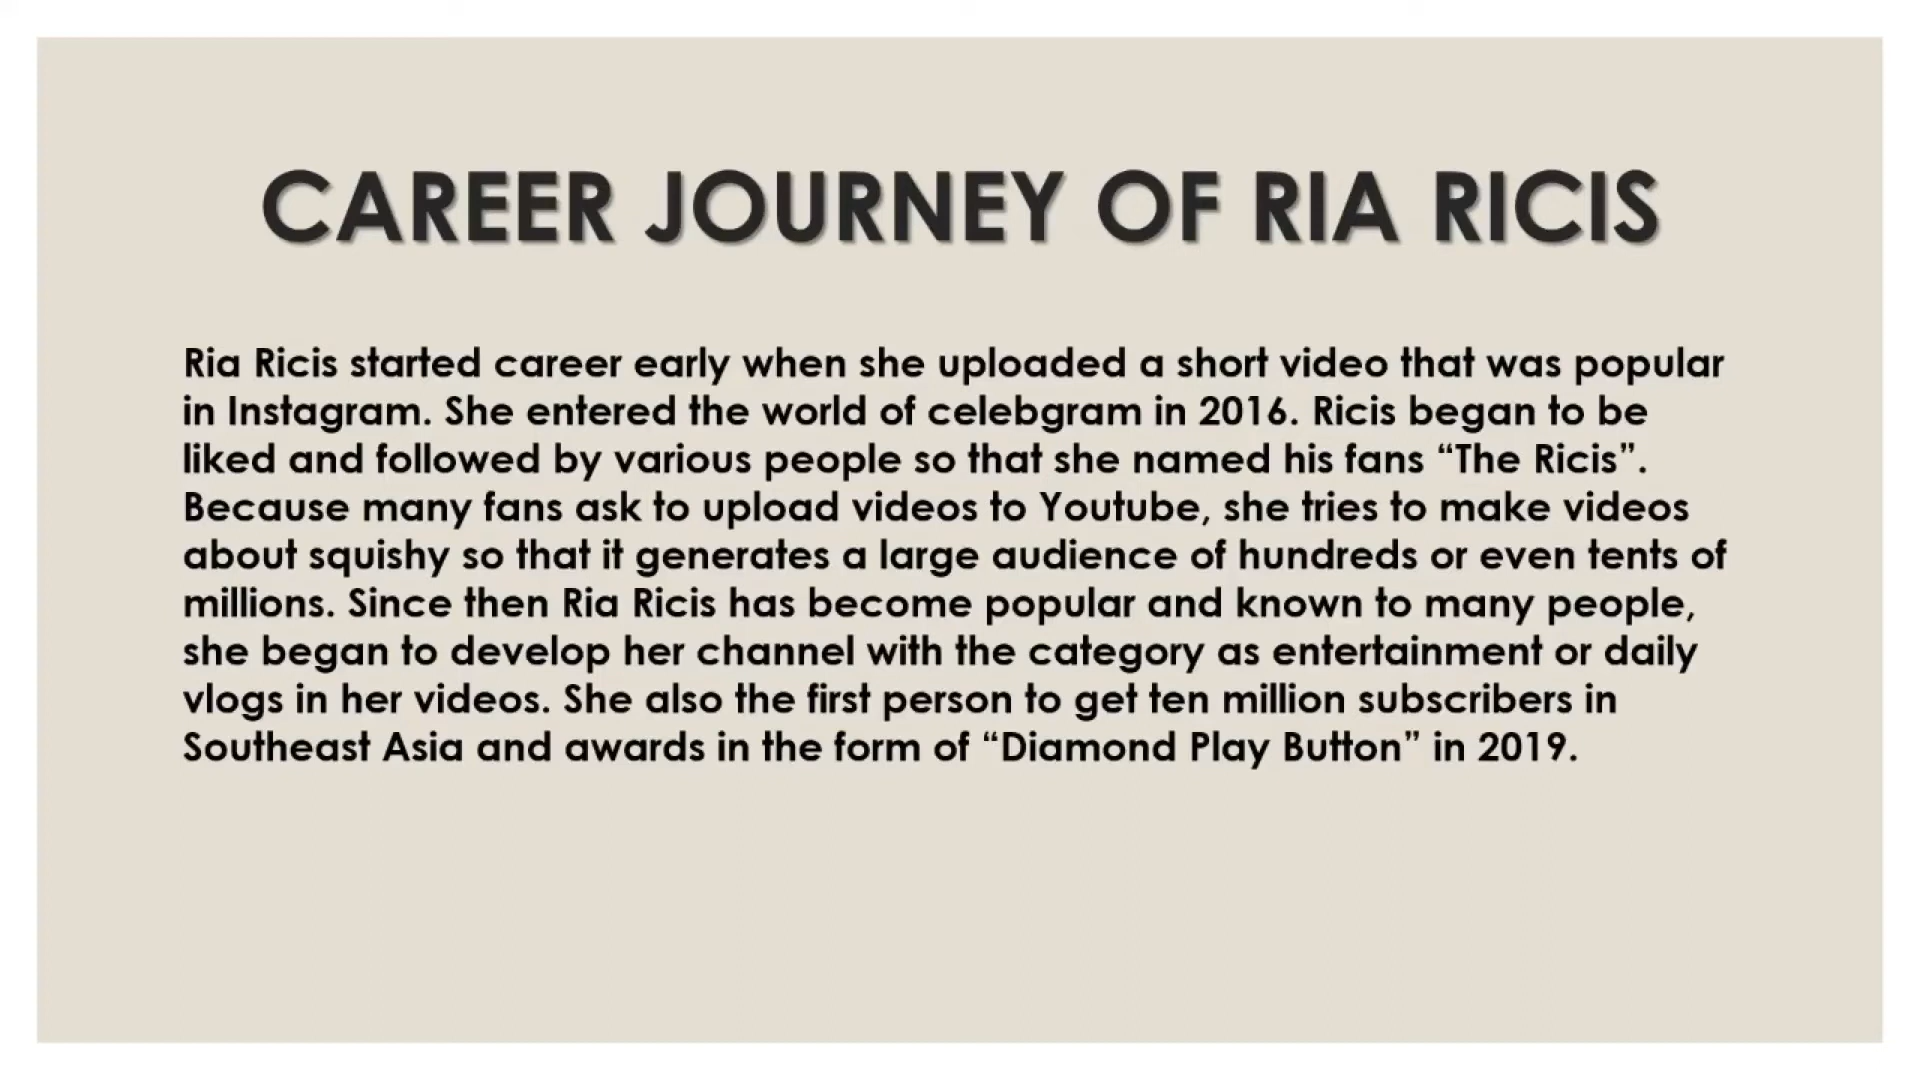 CAREER JOURNEY OF RIA RICIS
Ria Ricis started career early when she uploaded a short video that was popular
in Instagram. She entered the world of celebgram in 2016. Ricis began to be
liked and followed by various people so that she named his fans “The Ricis”.
Because many fans ask to upload videos to Youtube, she tries to make videos
about squishy so that it generates a large audience of hundreds or even tents of
millions. Since then Ria Ricis has become popular and known to many people,
she began to develop her channel with the category as entertainment or daily
vlogs in her videos. She also the first person to get ten million subscribers in
Southeast Asia and awards in the form of “Diamond Play Button” in 2019.